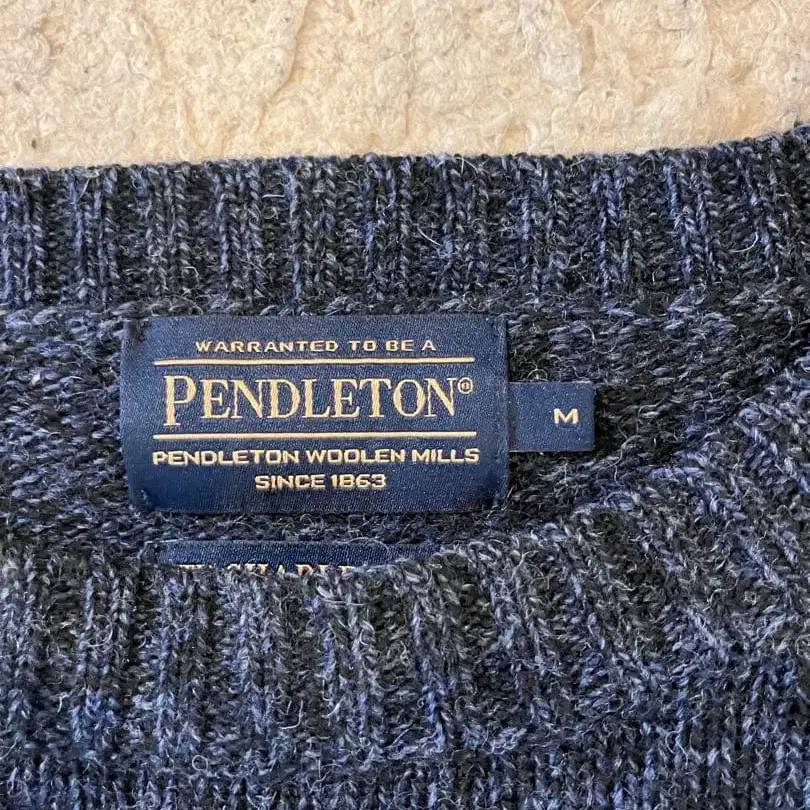 WARRANTED TO BE A
PENDLETON®
PENDLETON WOOLEN MILLS
SINCE 1863
M